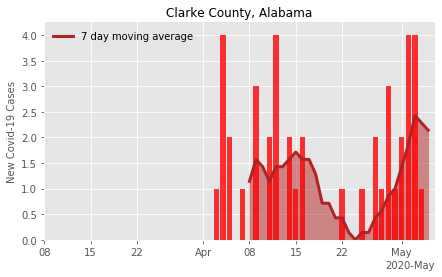 Clarke County, Alabama
7 day moving average
New Covid-19 Cases
4.0
3.5
3.0
2.5
2.0
1.5
1.0
0.5
0.0
08
15
22
Apr
08
15
22
May
2020-May